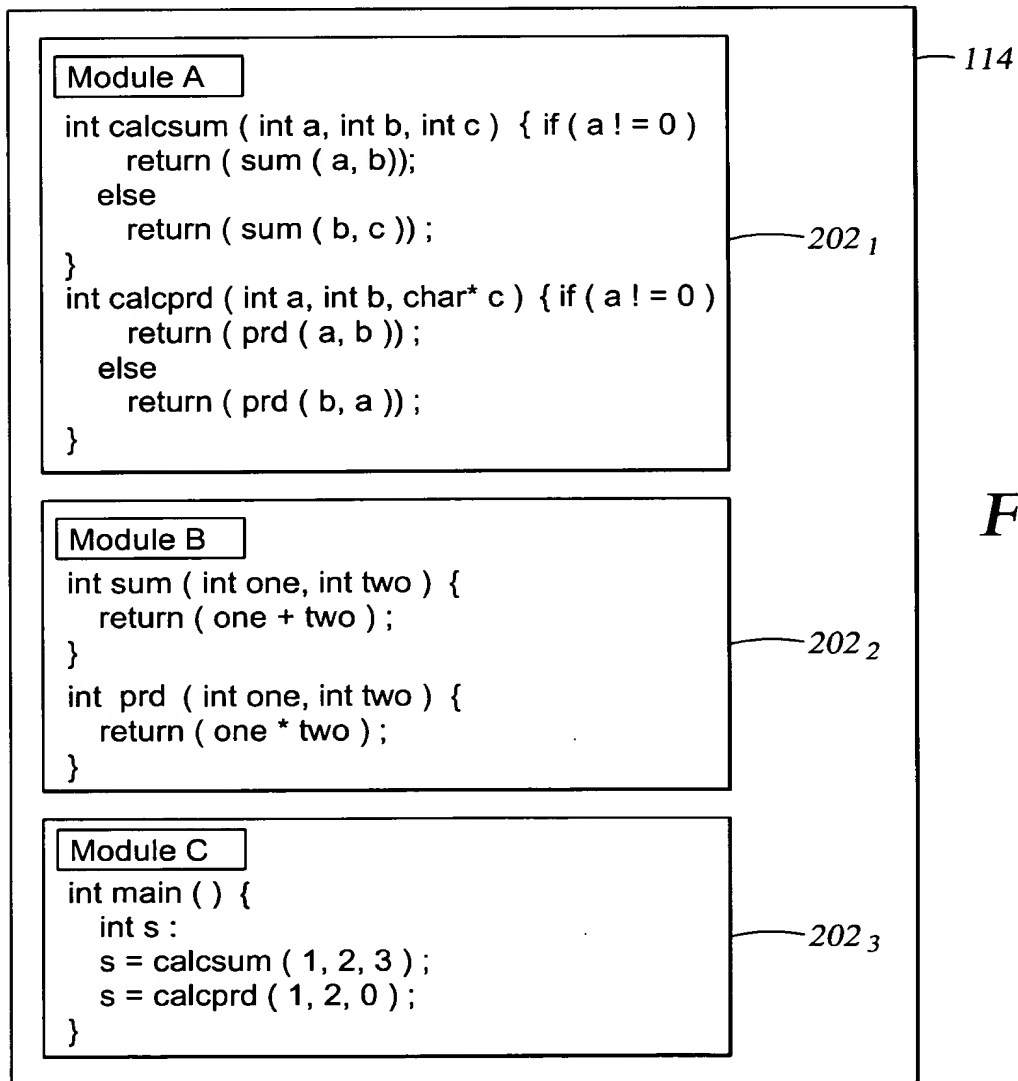 114
Module A
int calcsum ( int a, int b, int c )  { if ( a ! = 0 )
return ( sum ( a, b));
else
return ( sum ( b, c )) ;
}
202 1
int calcprd ( int a, int b, char* c )  { if ( a ! = 0 )
return ( prd ( a, b )) ;
else
return ( prd ( b, a )) ;
}
F
Module B
int sum ( int one, int two )  {
return ( one + two ) ;
}
202 2
int  prd  ( int one, int two )  {
return ( one * two ) ;
}
Module C
int main ( )  {
int s :
s = calcsum ( 1, 2, 3 ) ;
202 3
s = calcprd ( 1, 2, 0 ) ;
}